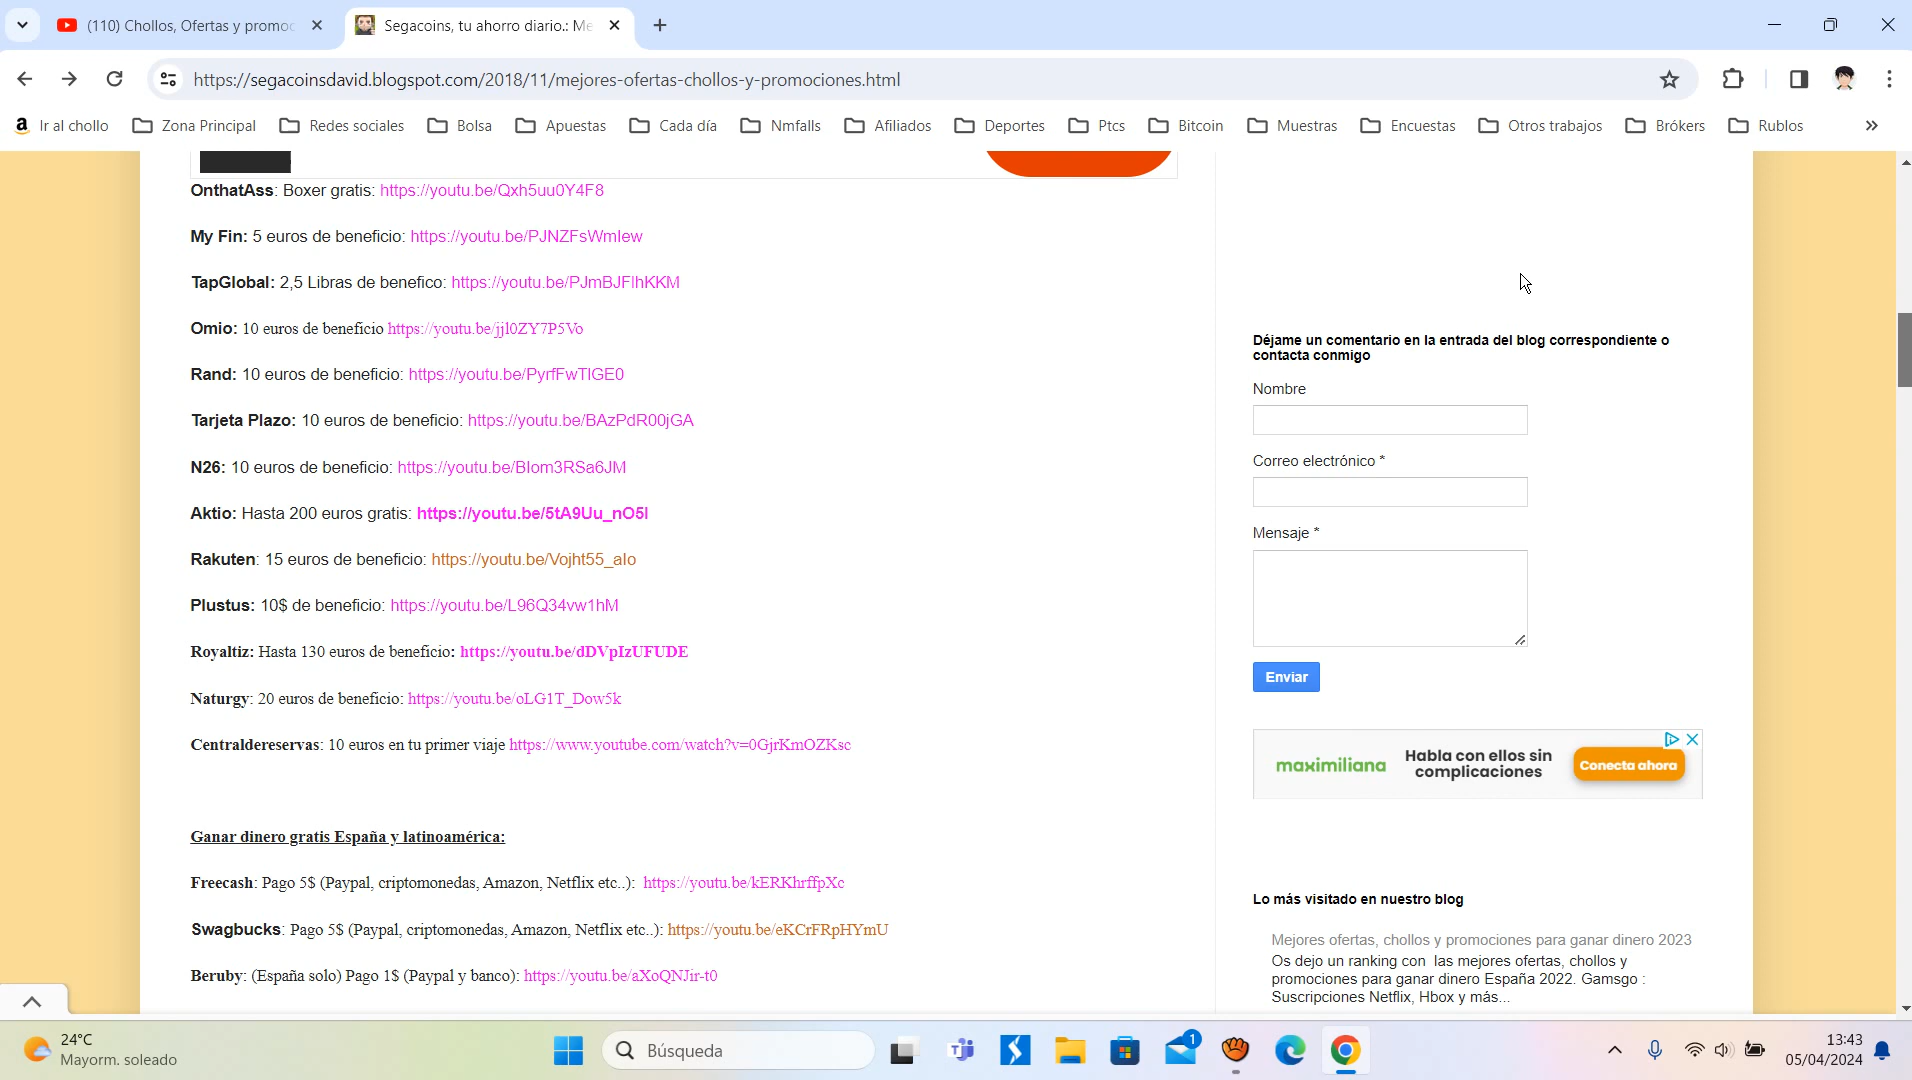 (110) Chollos, Ofertas y promoc
Segacoins, tu ahorro diario.: Me
https://segacoinsdavid.blogspot.com/2018/11/mejores-ofertas-chollos-y-promociones.html
Ir al chollo
Zona Principal
Redes sociales
Bolsa
Apuestas
Cada día
Nmfalls
Afiliados
Deportes
Ptcs
Bitcoin
Muestras
Encuestas
Otros trabajos
Brókers
Rublos
OnthatAss: Boxer gratis: https://youtu.be/Qxh5uu0Y4F8
My Fin: 5 euros de beneficio: https://youtu.be/PJNZFsWmIew
TapGlobal: 2,5 Libras de benefico: https://youtu.be/PJmBJFIhKKM
Omio: 10 euros de beneficio https://youtu.be/jjl0ZY7P5Vo
Rand: 10 euros de beneficio: https://youtu.be/PyrfFwTIGE0
Tarjeta Plazo: 10 euros de beneficio: https://youtu.be/BAzPdR00jGA
N26: 10 euros de beneficio: https://youtu.be/BIom3RSa6JM
Aktio: Hasta 200 euros gratis: https://youtu.be/5tA9Uu_nO5I
Rakuten: 15 euros de beneficio: https://youtu.be/Vojht55_aIo
Plustus: 10$ de beneficio: https://youtu.be/L96Q34vw1hM
Royaltiz: Hasta 130 euros de beneficio: https://youtu.be/dDVpIzUFUDE
Naturgy: 20 euros de beneficio: https://youtu.be/oLG1T_Dow5k
Centraldereservas: 10 euros en tu primer viaje https://www.youtube.com/watch?v=0GjrKmOZKsc
Ganar dinero gratis España y latinoamérica:
Freecash: Pago 5$ (Paypal, criptomonedas, Amazon, Netflix etc..): https://youtu.be/kERKhrffpXc
Swagbucks: Pago 5$ (Paypal, criptomonedas, Amazon, Netflix etc..): https://youtu.be/eKCrFRpHYmU
Beruby: (España solo) Pago 1$ (Paypal y banco): https://youtu.be/aXoQNJir-t0
Déjame un comentario en la entrada del blog correspondiente o
contacta conmigo
Nombre
Correo electrónico *
Mensaje *
Enviar
maximiliana
Habla con ellos sin
complicaciones
Conecta ahora
Lo más visitado en nuestro blog
Mejores ofertas, chollos y promociones para ganar dinero 2023
Os dejo un ranking con las mejores ofertas, chollos y
promociones para ganar dinero España 2022. Gamsgo :
Suscripciones Netflix, Hbox y más...
24°C
Mayorm. soleado
Búsqueda
1
13:43
05/04/2024